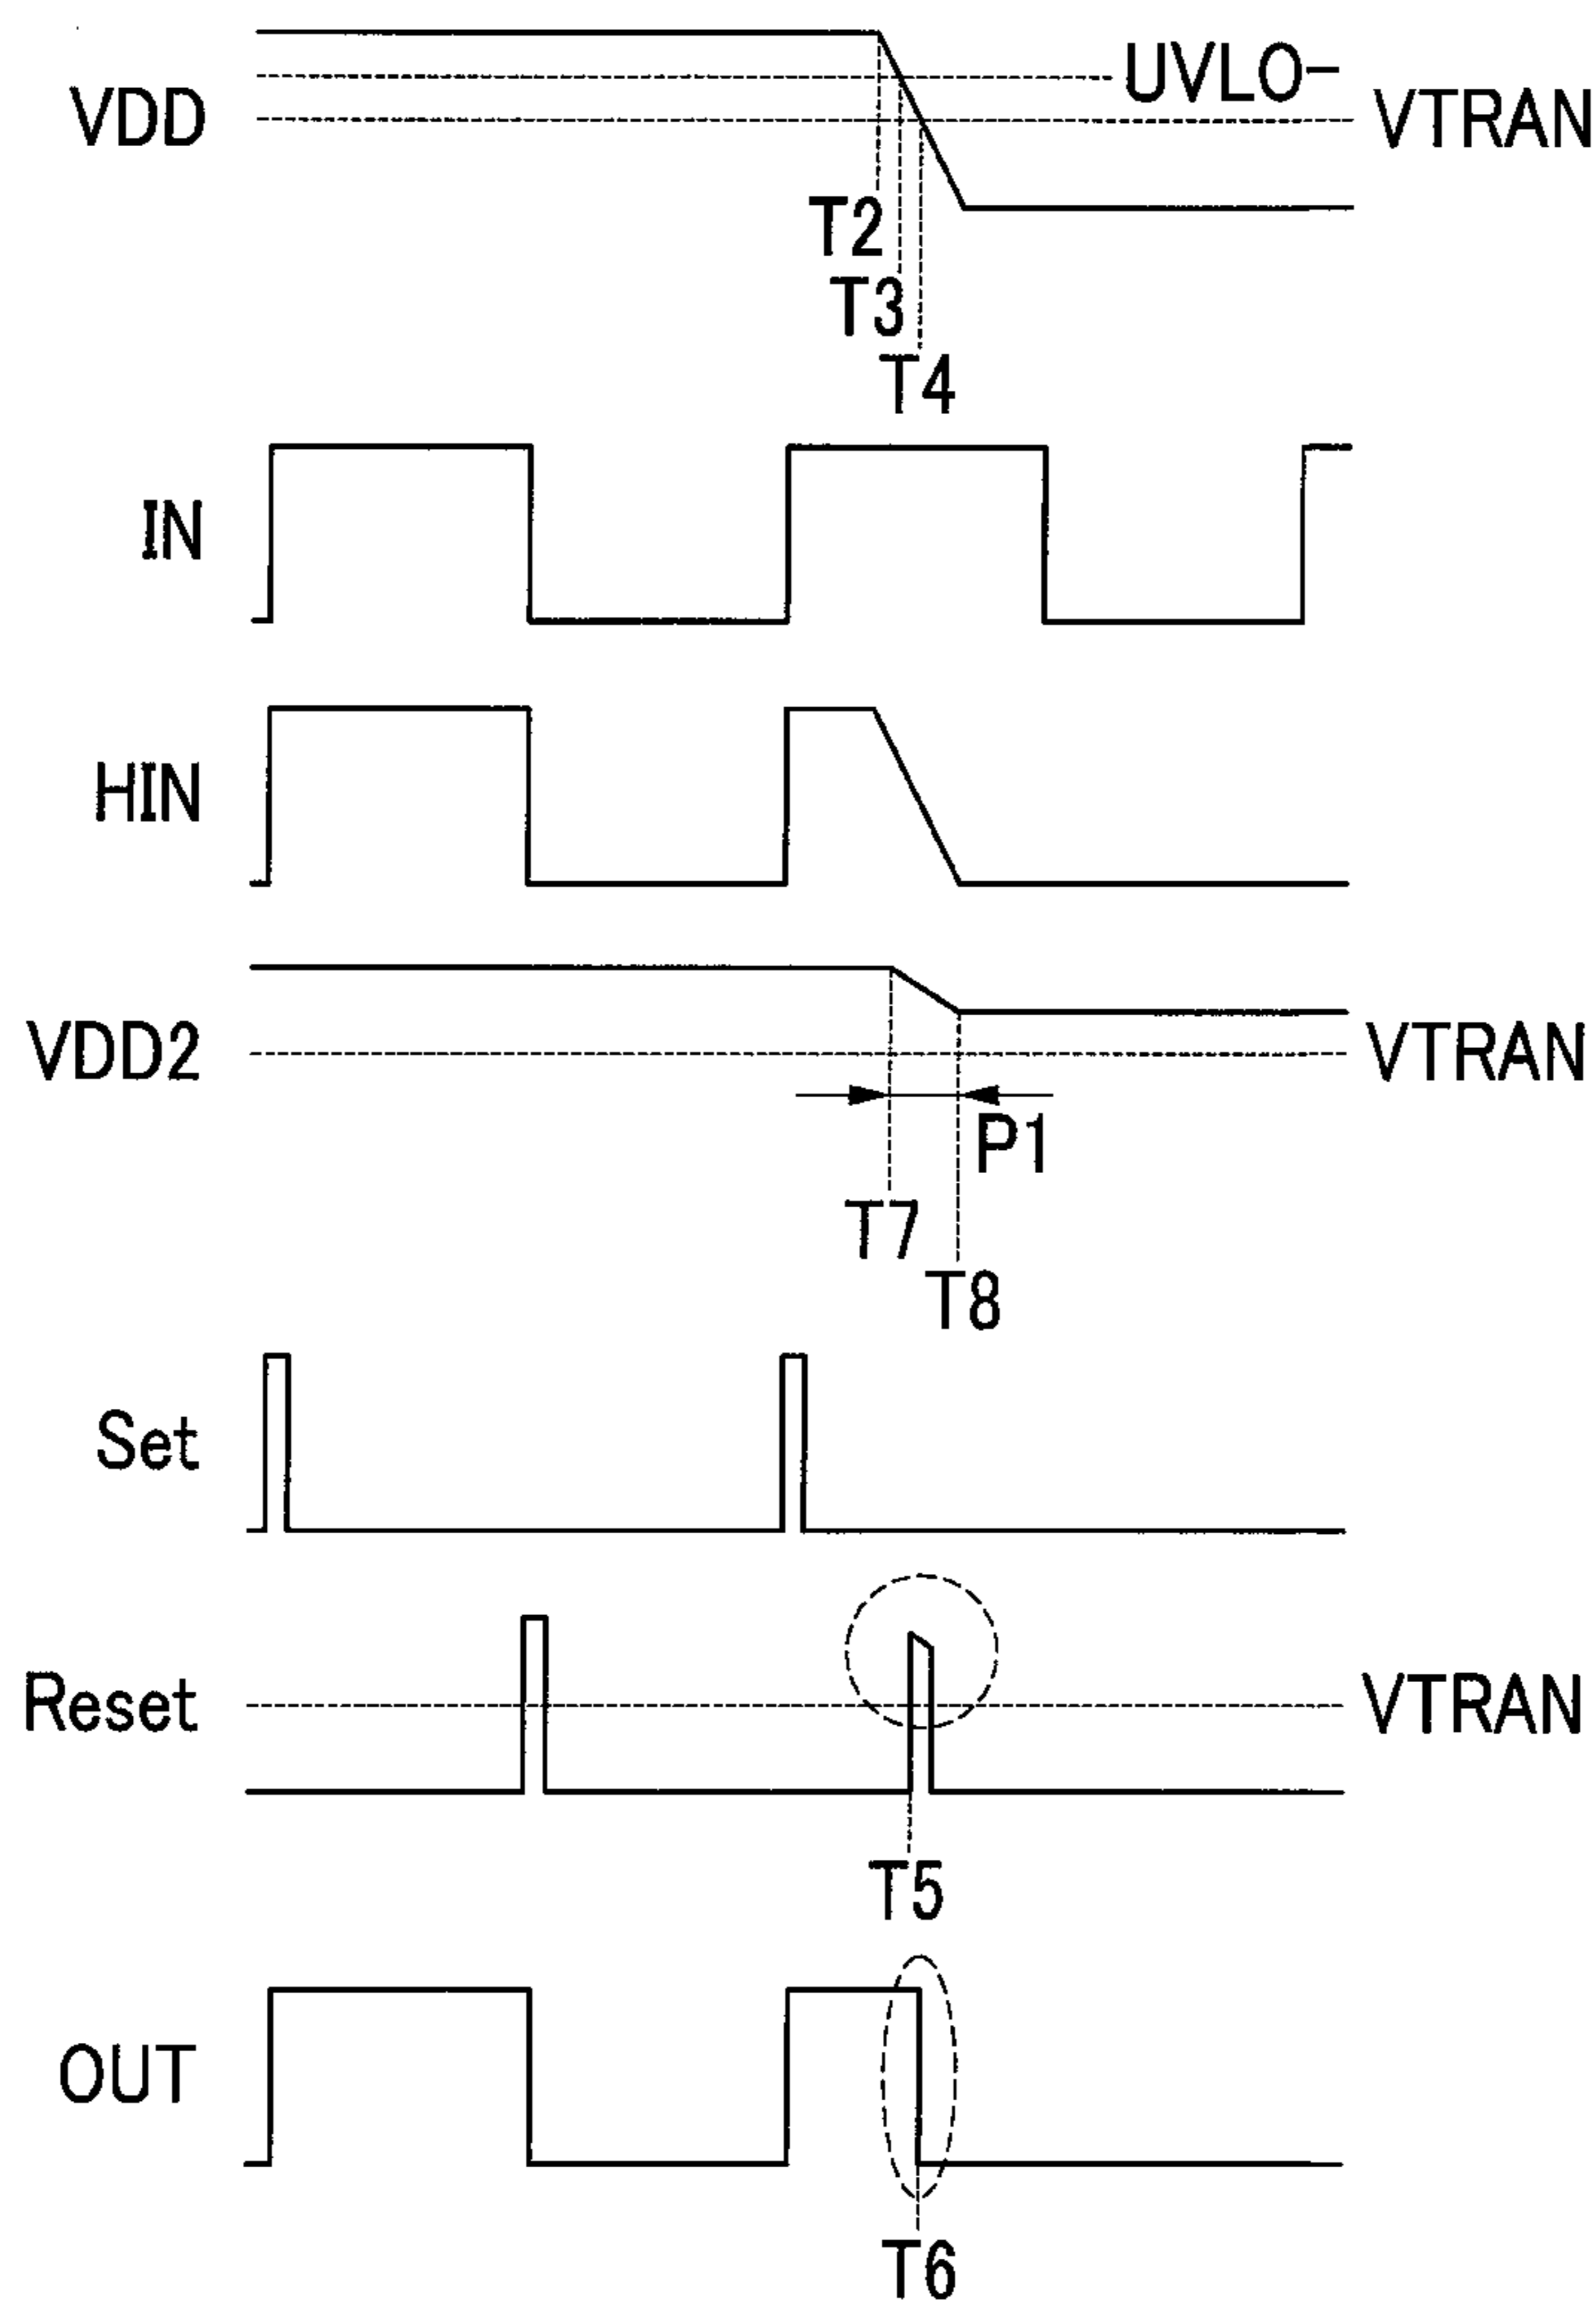 UVLO-
VDD
VTRAN
T2
T3
T4
IN
HIN
VDD2
VTRAN
P1
T7
T8
Set
Reset
VTRAN
T5
OUT
T6